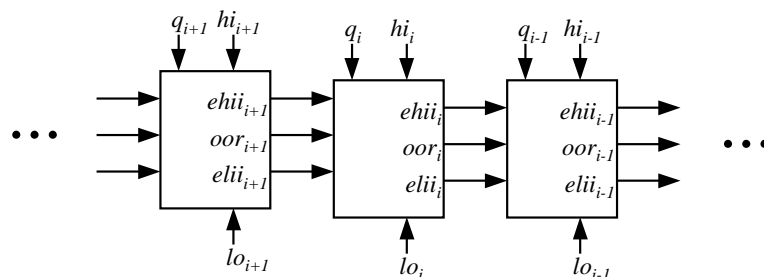 q_{i+1} hi_{i+1} q_i hi_i q_{i-1} hi_{i-1}
ehii_{i+1} ehii_i ehii_{i-1}
... oor_{i+1} oor_i oor_{i-1} ...
elii_{i+1} elii_i elii_{i-1}
lo_{i+1} lo_i lo_{i-1}